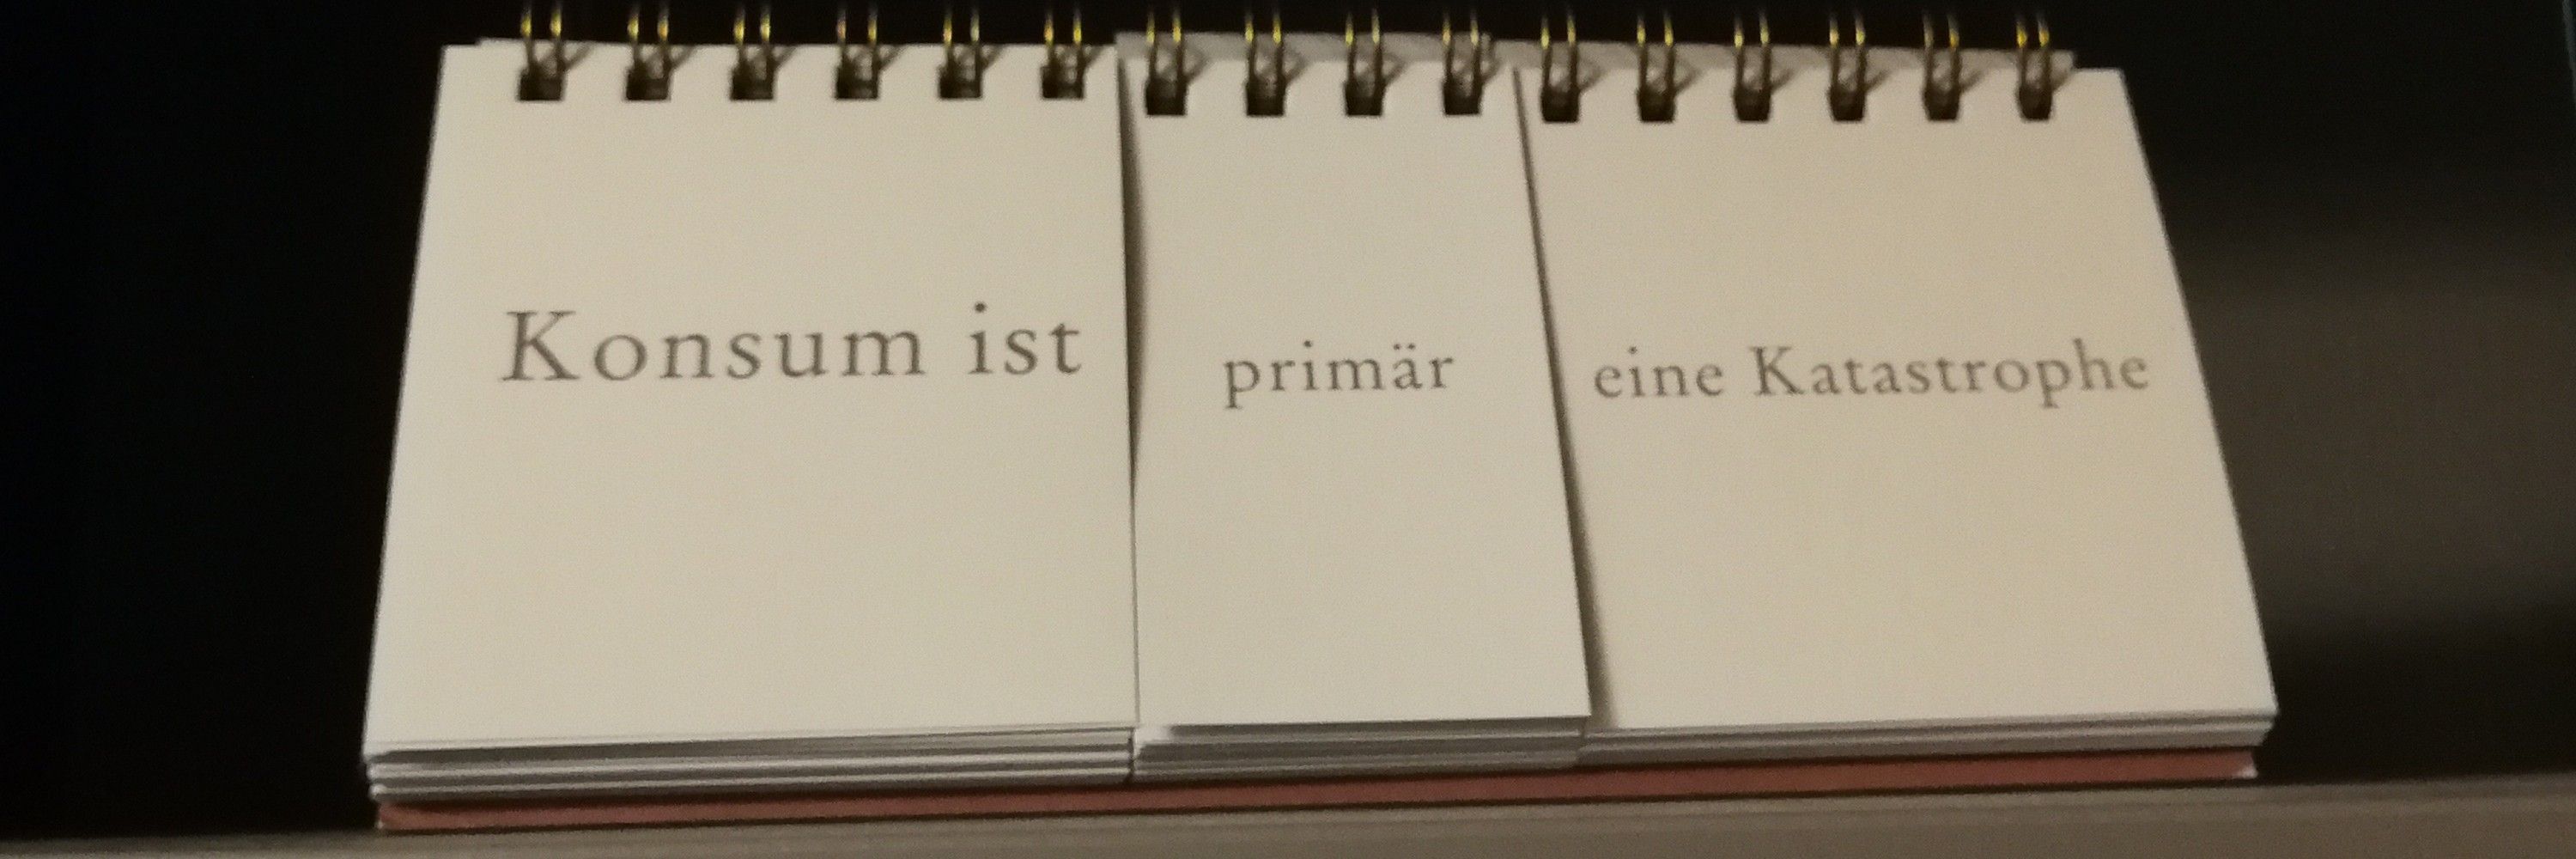 Konsum ist primär eine Katastrophe